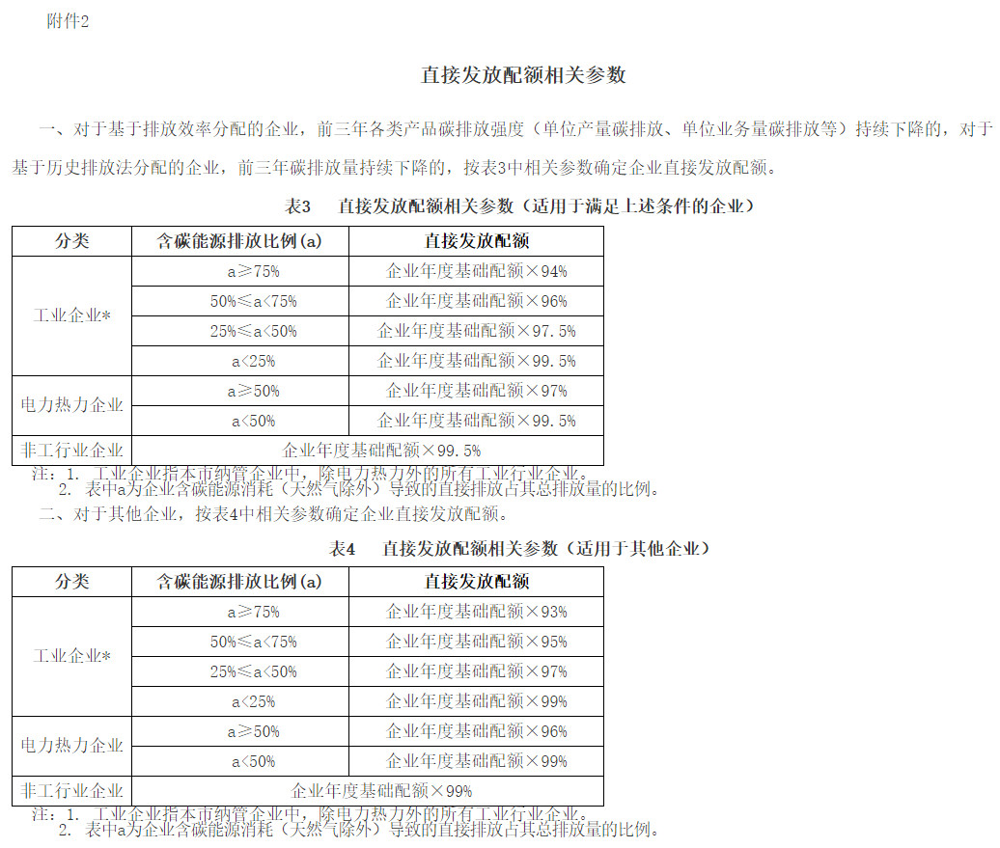 附件2
直接发放配额相关参数
一、对于基于排放效率分配的企业，前三年各类产品碳排放强度（单位产量碳排放、单位业务量碳排放等）持续下降的，对于
基于历史排放法分配的企业，前三年碳排放量持续下降的，按表3中相关参数确定企业直接发放配额。
表3 直接发放配额相关参数（适用于满足上述条件的企业）
分类 含碳能源排放比例(a) 直接发放配额
工业企业* a≥75% 企业年度基础配额×94%
50%≤a<75% 企业年度基础配额×96%
25%≤a<50% 企业年度基础配额×97.5%
a<25% 企业年度基础配额×99.5%
电力热力企业 a≥50% 企业年度基础配额×97%
a<50% 企业年度基础配额×99.5%
非工行业企业 企业年度基础配额×99.5%
注：1. 工业企业指本市纳管企业中，除电力热力外的所有工业行业企业。
2. 表中a为企业含碳能源消耗（天然气除外）导致的直接排放占其总排放量的比例。
二、对于其他企业，按表4中相关参数确定企业直接发放配额。
表4 直接发放配额相关参数（适用于其他企业）
分类 含碳能源排放比例(a) 直接发放配额
工业企业* a≥75% 企业年度基础配额×93%
50%≤a<75% 企业年度基础配额×95%
25%≤a<50% 企业年度基础配额×97%
a<25% 企业年度基础配额×99%
电力热力企业 a≥50% 企业年度基础配额×96%
a<50% 企业年度基础配额×99%
非工行业企业 企业年度基础配额×99%
注：1. 工业企业指本市纳管企业中，除电力热力外的所有工业行业企业。
2. 表中a为企业含碳能源消耗（天然气除外）导致的直接排放占其总排放量的比例。